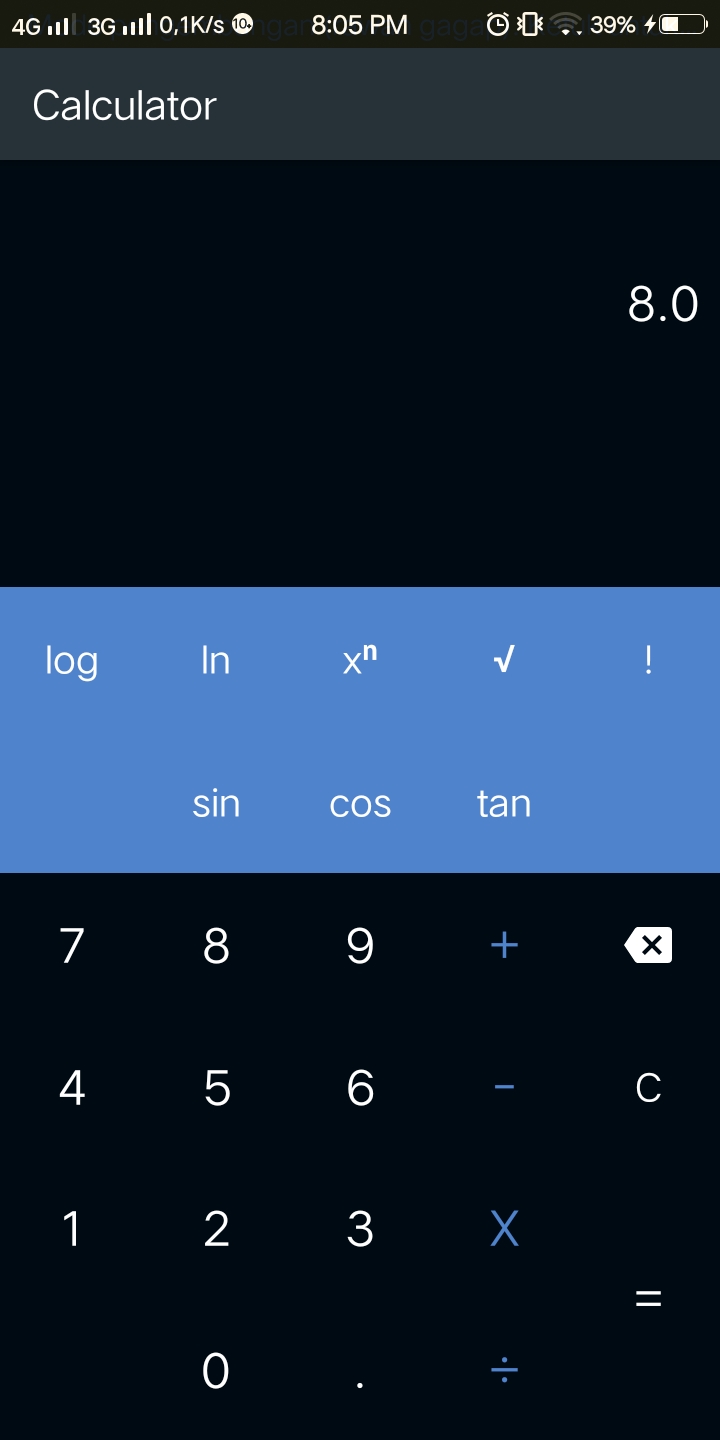 4G 3G 0,1K/s 10+ 8:05 PM 39%
Calculator
8.0
log ln xⁿ √ !
sin cos tan
7 8 9 +
4 5 6 - C
1 2 3 X
=
0 . ÷